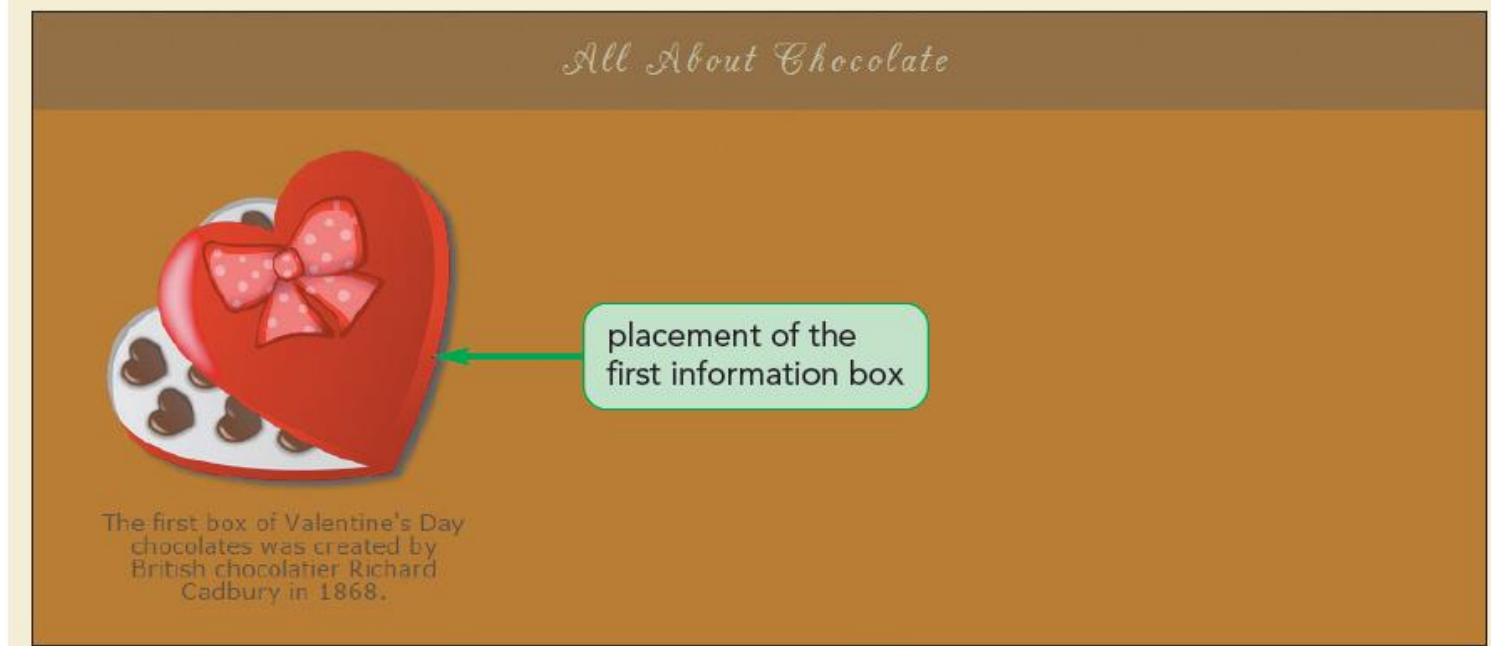 All About Chocolate
placement of the
first information box
The first box of Valentine's Day
chocolates was created by
British chocolatier Richard
Cadbury in 1868.